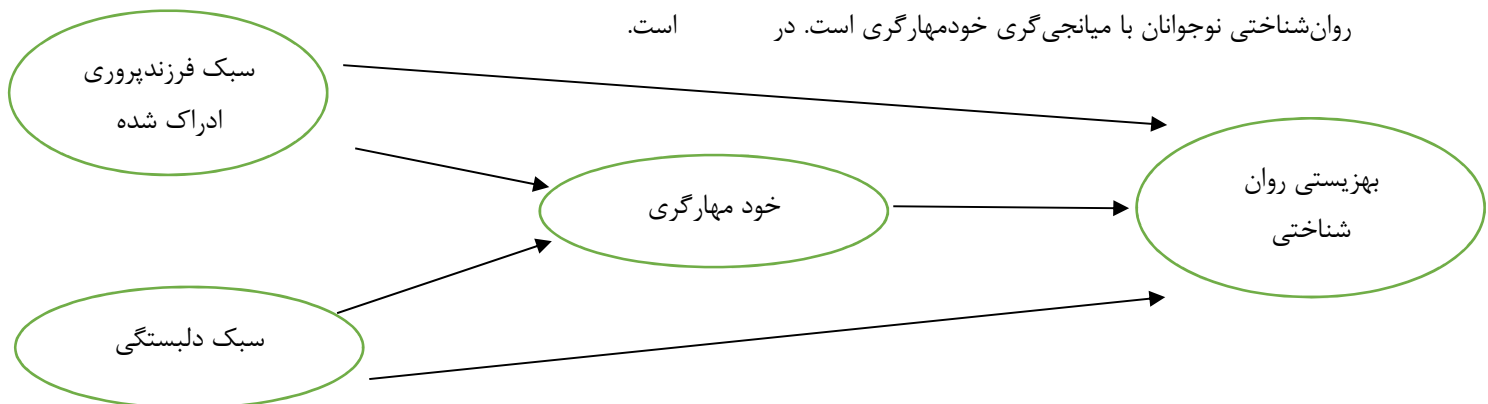 روان‌شناختی نوجوانان با میانجی‌گری خودمهارگری است. در است.
سبک فرزندپروری
ادراک شده
بهزیستی روان
شناختی
خود مهارگری
سبک دلبستگی